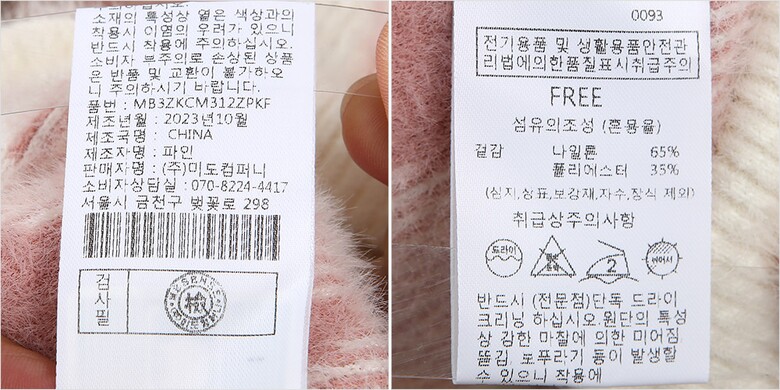 소재의 특성상 옅은 색상과의
착용시 이염의 우려가 있으니
반드시 착용에 주의하십시오.
소비자 부주의로 손상된 상품
은 반품 및 교환이 불가하오
니 주의하시기 바랍니다.
품번 : MB3ZKCM312ZPKF
제조년월 : 2023년10월
제조국명 : CHINA
제조자명 : 파인
판매자명 : (주)미도컴퍼니
소비자상담실 : 070-8224-4417
서울시 금천구 벚꽃로 298
검
사
필
0093
전기용품 및 생활용품안전관
리법에의한품질표시취급주의
FREE
섬유의조성 (혼용율)
겉감 나일론 65%
폴리에스터 35%
(심지,상표,보강재,자수,장식 제외)
취급상주의사항
드라이
2
반드시 (전문점)단독 드라이
크리닝 하십시오.원단의 특성
상 강한 마찰에 의한 미어짐
뜯김, 보푸라기 등이 발생할
수 있으니 착용에